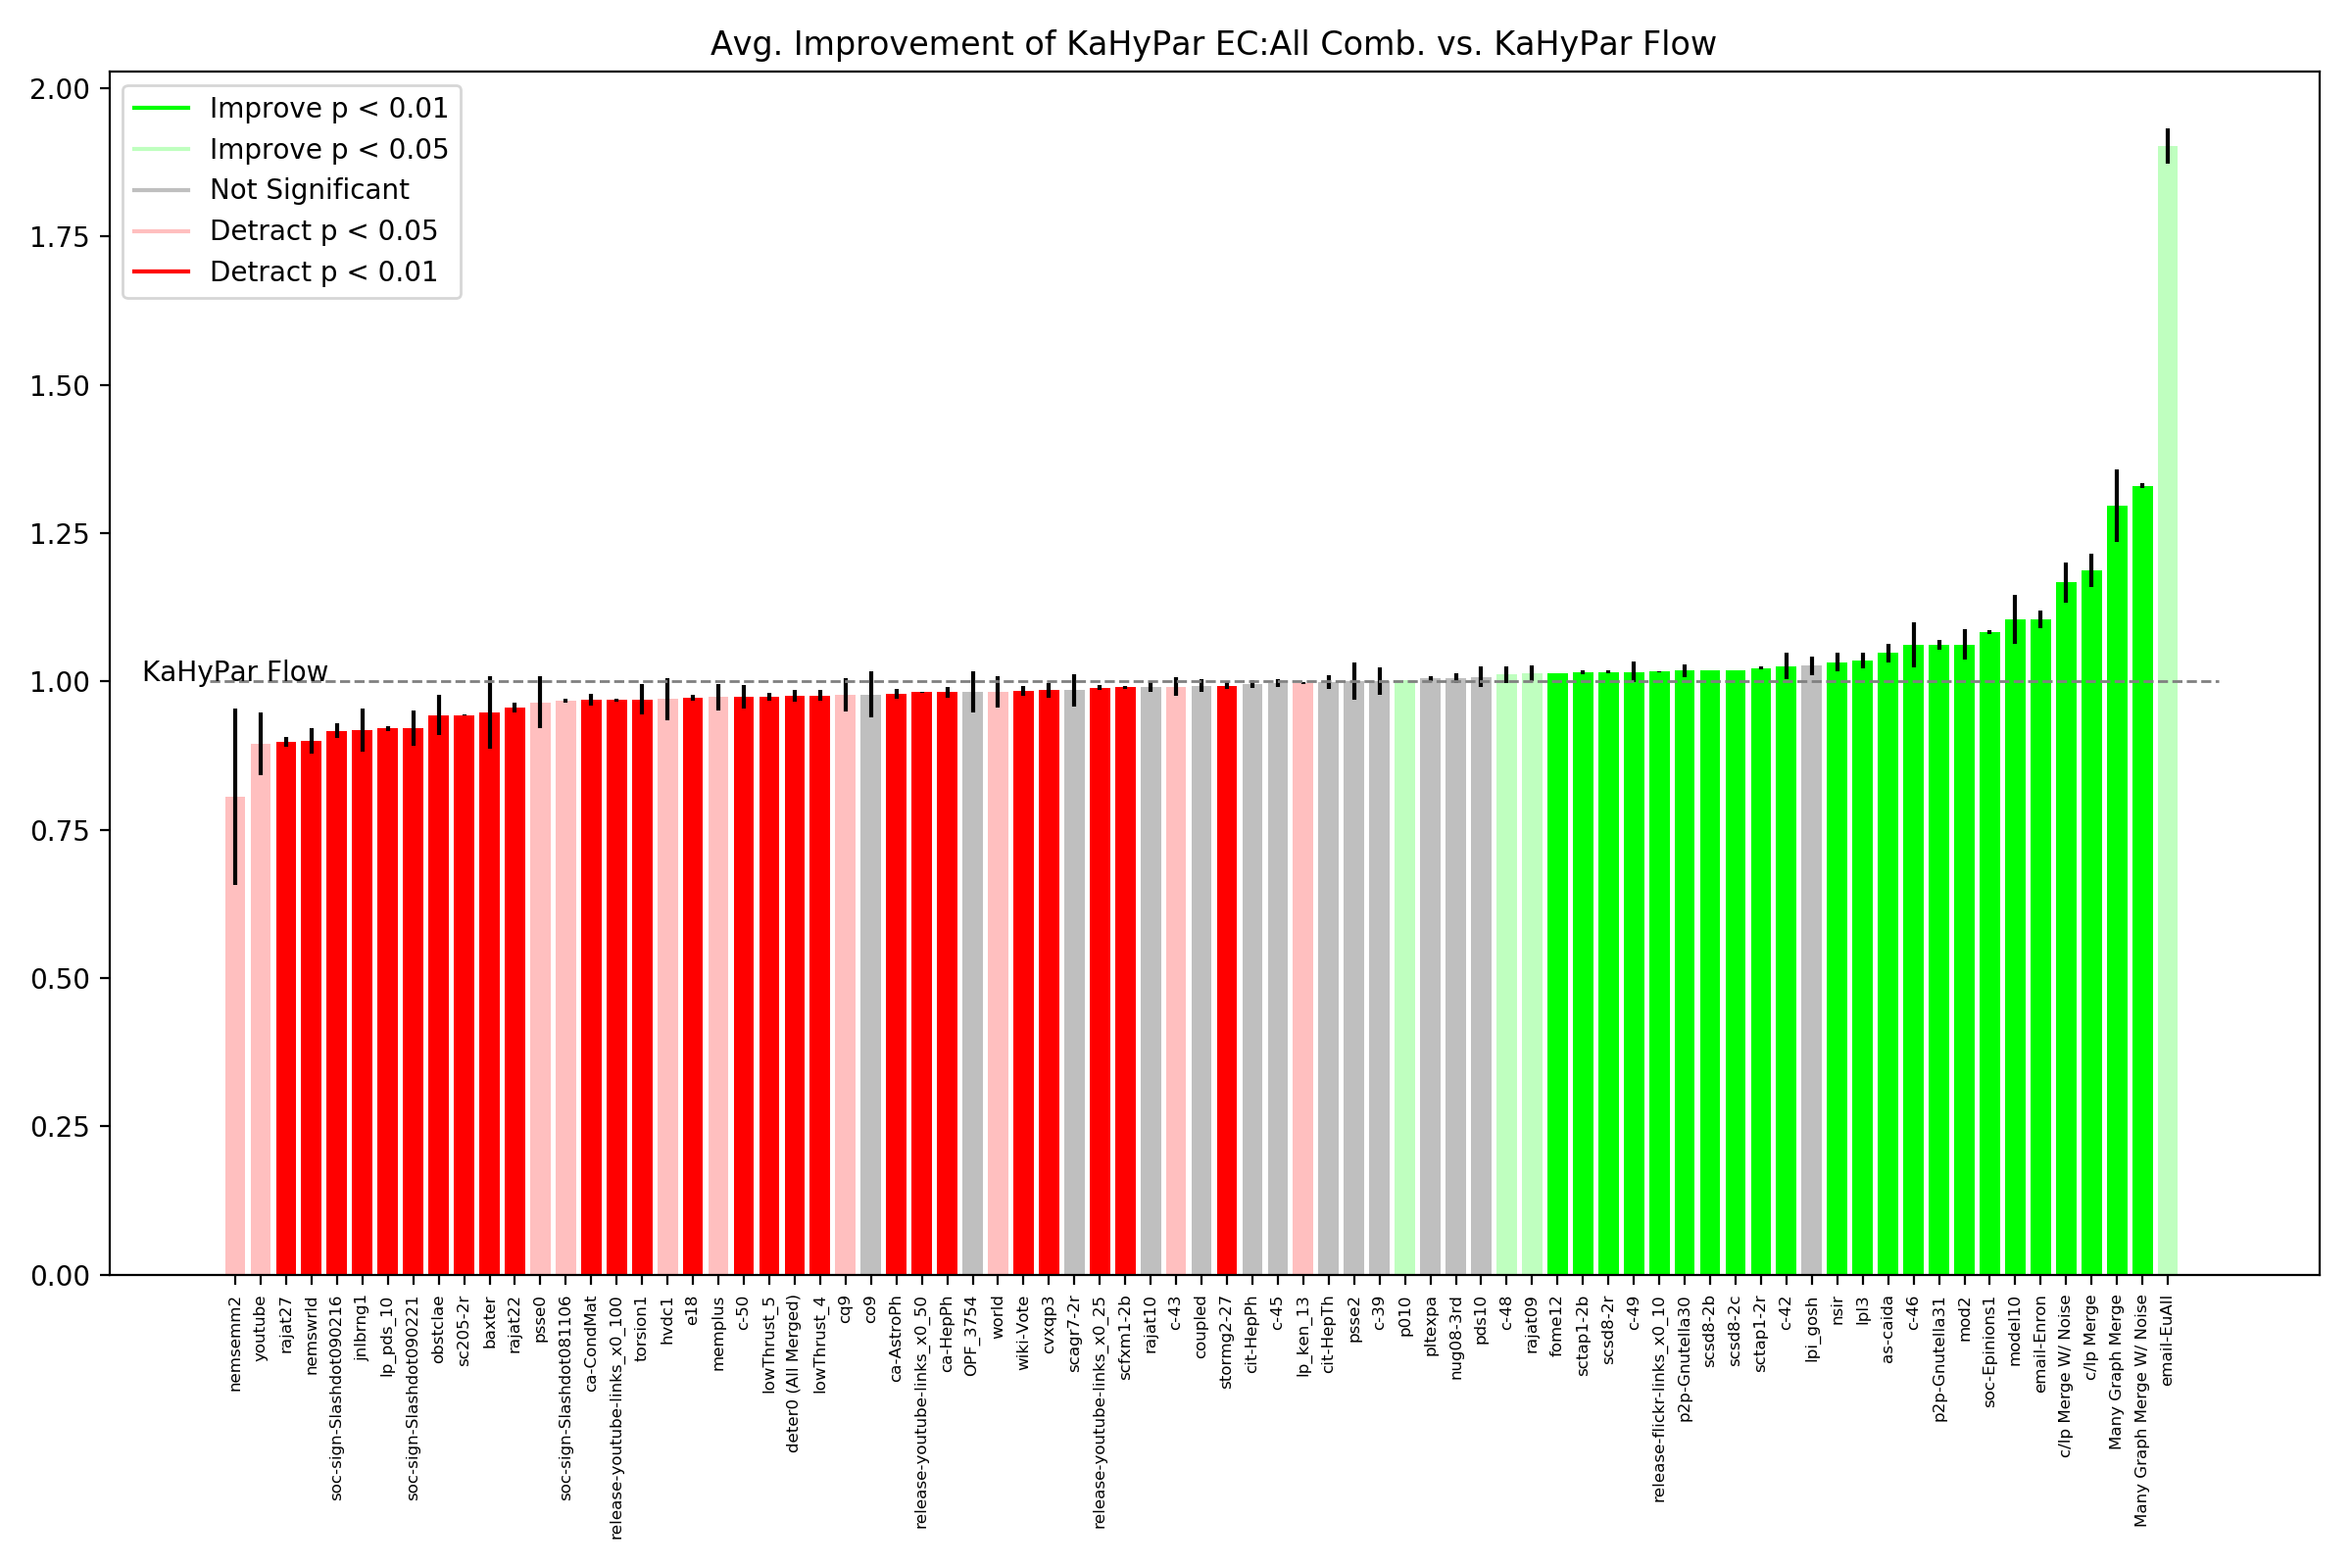 Avg. Improvement of KaHyPar EC:All Comb. vs. KaHyPar Flow
2.00
1.75
1.50
1.25
1.00
0.75
0.50
0.25
0.00
Improve p < 0.01
Improve p < 0.05
Not Significant
Detract p < 0.05
Detract p < 0.01
KaHyPar Flow
nemsemm2
youtube
rajat27
nemswrld
soc-sign-Slashdot090216
jnlbrng1
lp_pds_10
soc-sign-Slashdot090221
obstclae
sc205-2r
baxter
rajat22
psse0
soc-sign-Slashdot081106
ca-CondMat
release-youtube-links_x0_100
torsion1
hvdc1
e18
memplus
c-50
lowThrust_5
deter0 (All Merged)
lowThrust_4
cq9
co9
ca-AstroPh
release-youtube-links_x0_50
ca-HepPh
OPF_3754
world
wiki-Vote
cvxqp3
scagr7-2r
release-youtube-links_x0_25
scfxm1-2b
rajat10
c-43
coupled
stormg2-27
cit-HepPh
c-45
lp_ken_13
cit-HepTh
psse2
c-39
p010
pltexpa
nug08-3rd
pds10
c-48
rajat09
fome12
sctap1-2b
scsd8-2r
c-49
release-flickr-links_x0_10
p2p-Gnutella30
scsd8-2b
scsd8-2c
sctap1-2r
c-42
lpi_gosh
nsir
lpl3
as-caida
c-46
p2p-Gnutella31
mod2
soc-Epinions1
model10
email-Enron
c/lp Merge W/ Noise
c/lp Merge
Many Graph Merge
Many Graph Merge W/ Noise
email-EuAll